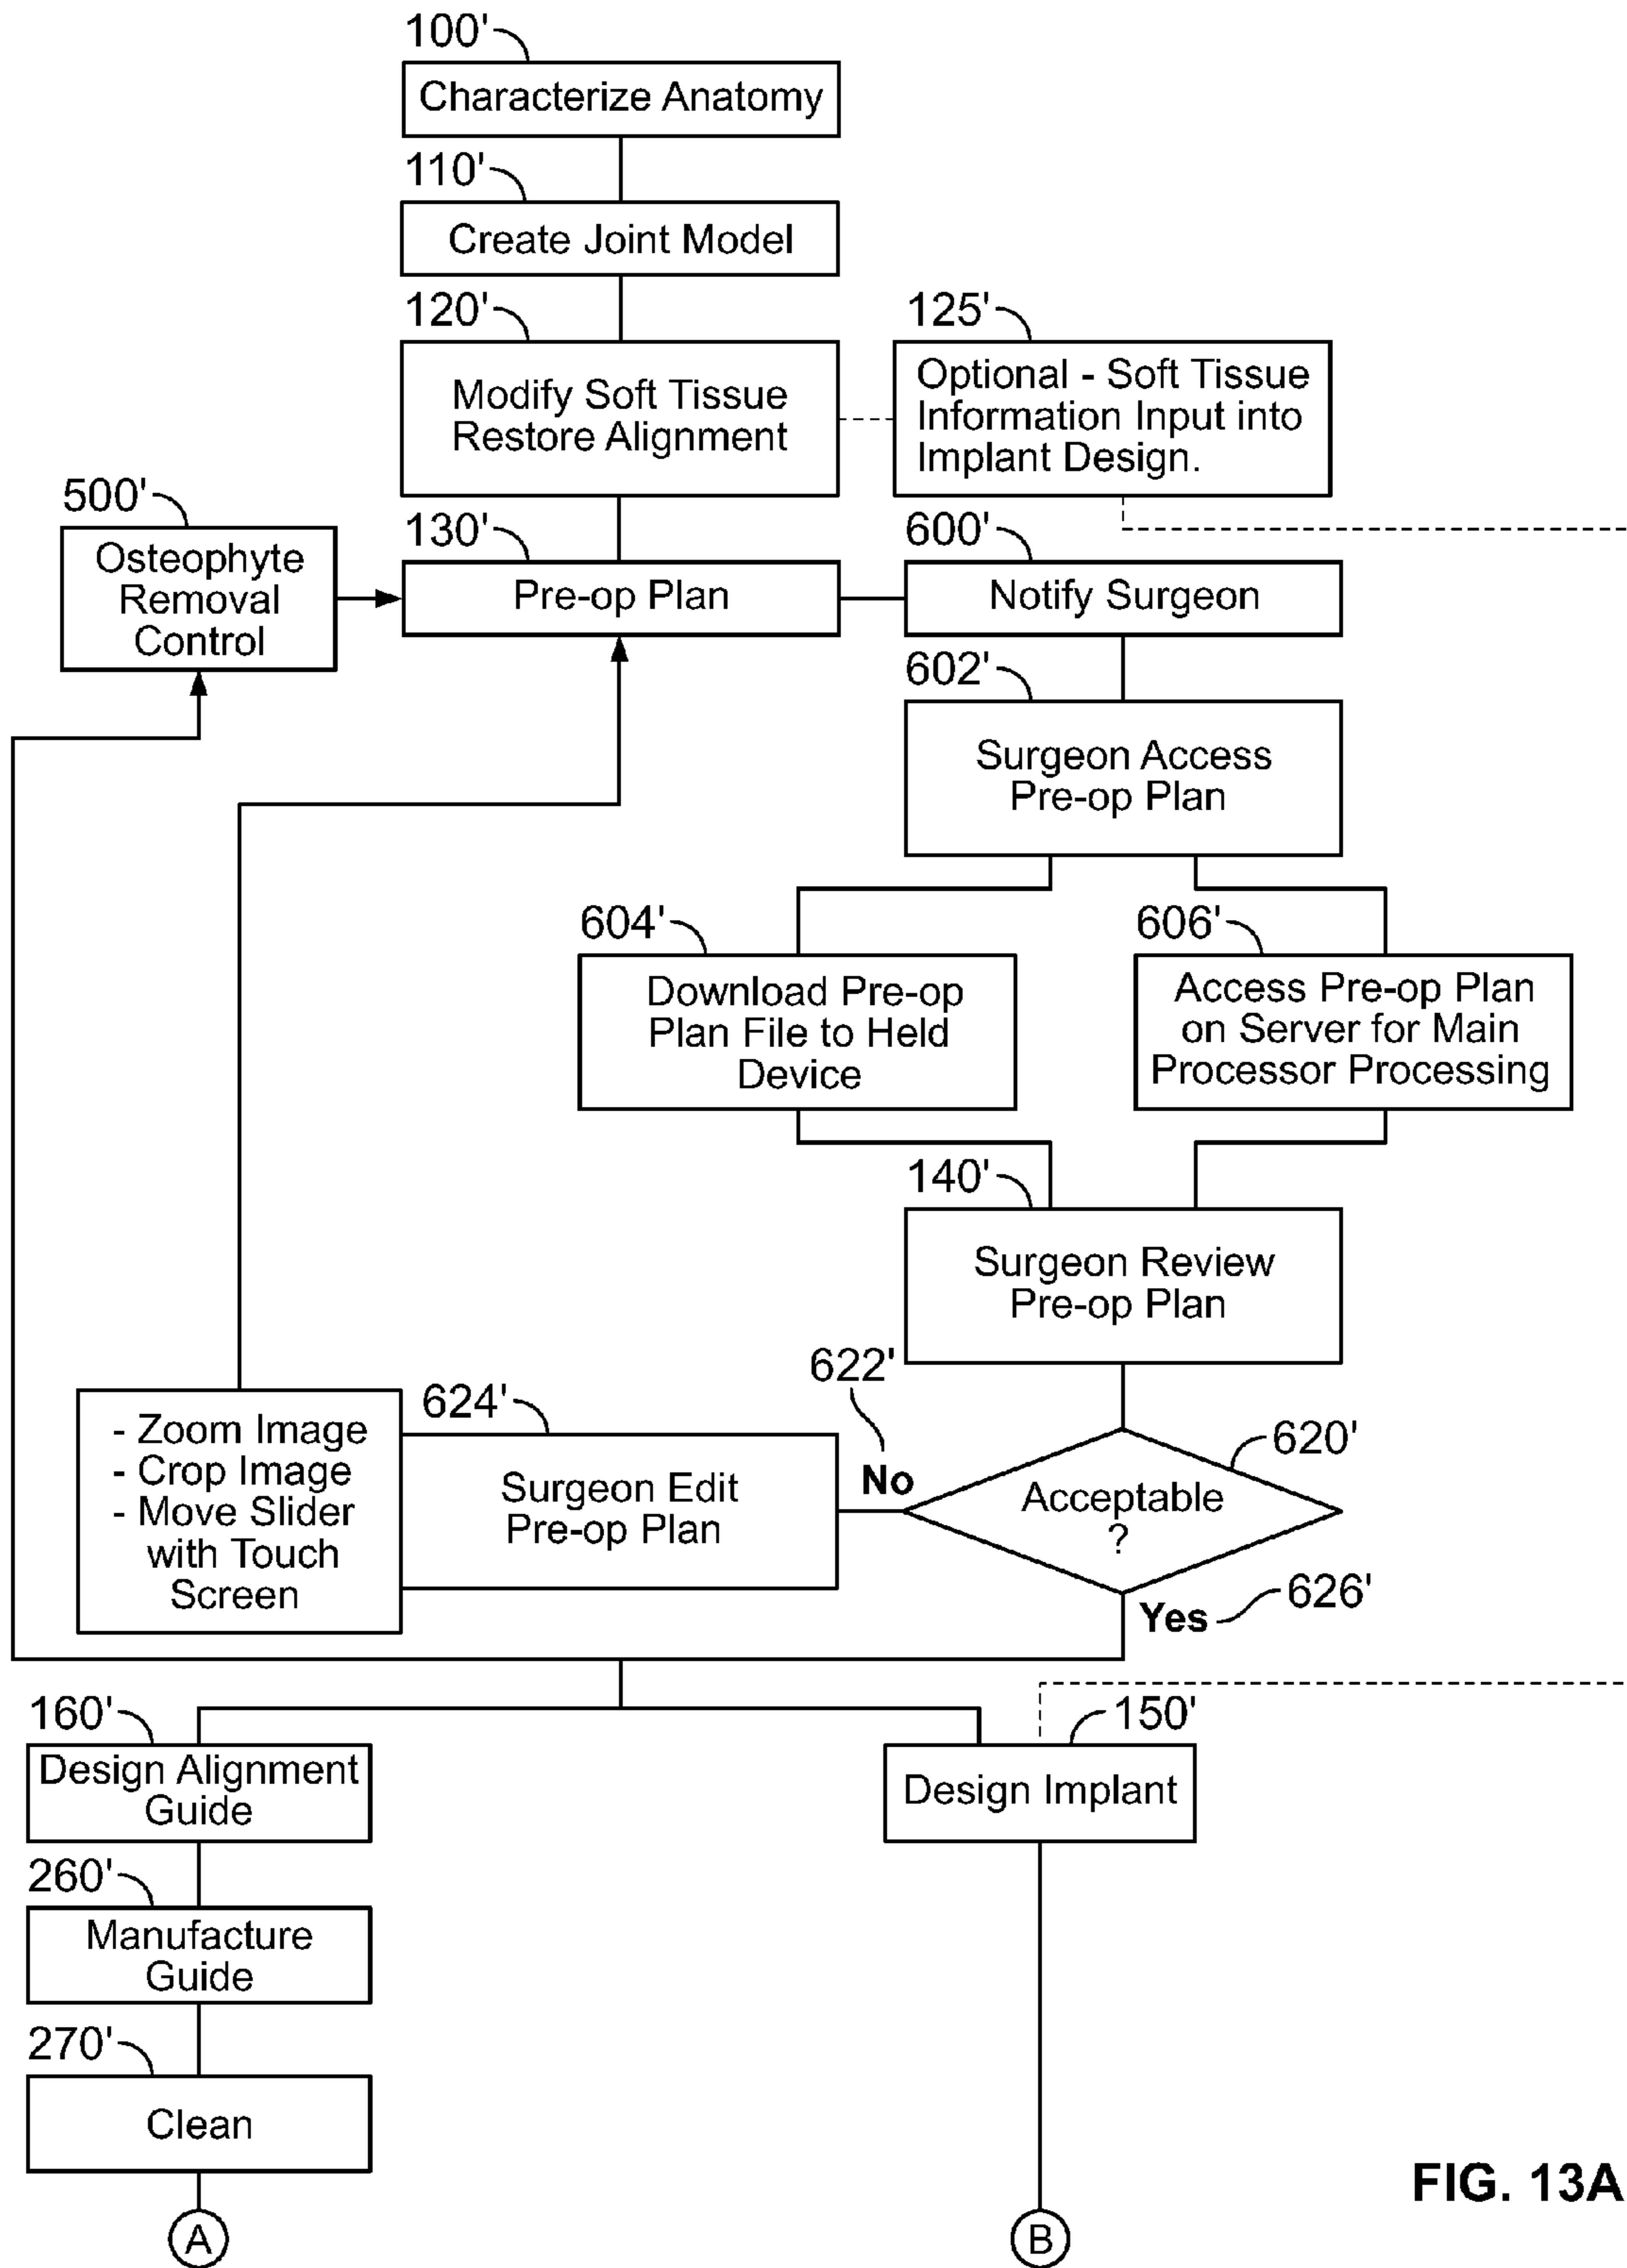 100'
Characterize Anatomy
110'
Create Joint Model
120'
Modify Soft Tissue
Restore Alignment
125'
Optional - Soft Tissue
Information Input into
Implant Design.
500'
Osteophyte
Removal
Control
130'
Pre-op Plan
600'
Notify Surgeon
602'
Surgeon Access
Pre-op Plan
604'
Download Pre-op
Plan File to Held
Device
606'
Access Pre-op Plan
on Server for Main
Processor Processing
140'
Surgeon Review
Pre-op Plan
620'
Acceptable
?
622'
No
624'
Surgeon Edit
Pre-op Plan
- Zoom Image
- Crop Image
- Move Slider
with Touch
Screen
Yes
626'
160'
Design Alignment
Guide
150'
Design Implant
260'
Manufacture
Guide
270'
Clean
A
B
FIG. 13A